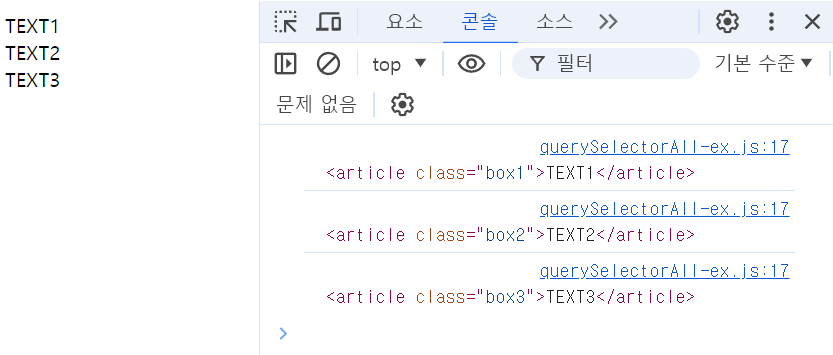 TEXT1
TEXT2
TEXT3
요소 콘솔 소스
top 필터 기본 수준
문제 없음
querySelectorAll-ex.js:17
<article class="box1">TEXT1</article>
querySelectorAll-ex.js:17
<article class="box2">TEXT2</article>
querySelectorAll-ex.js:17
<article class="box3">TEXT3</article>